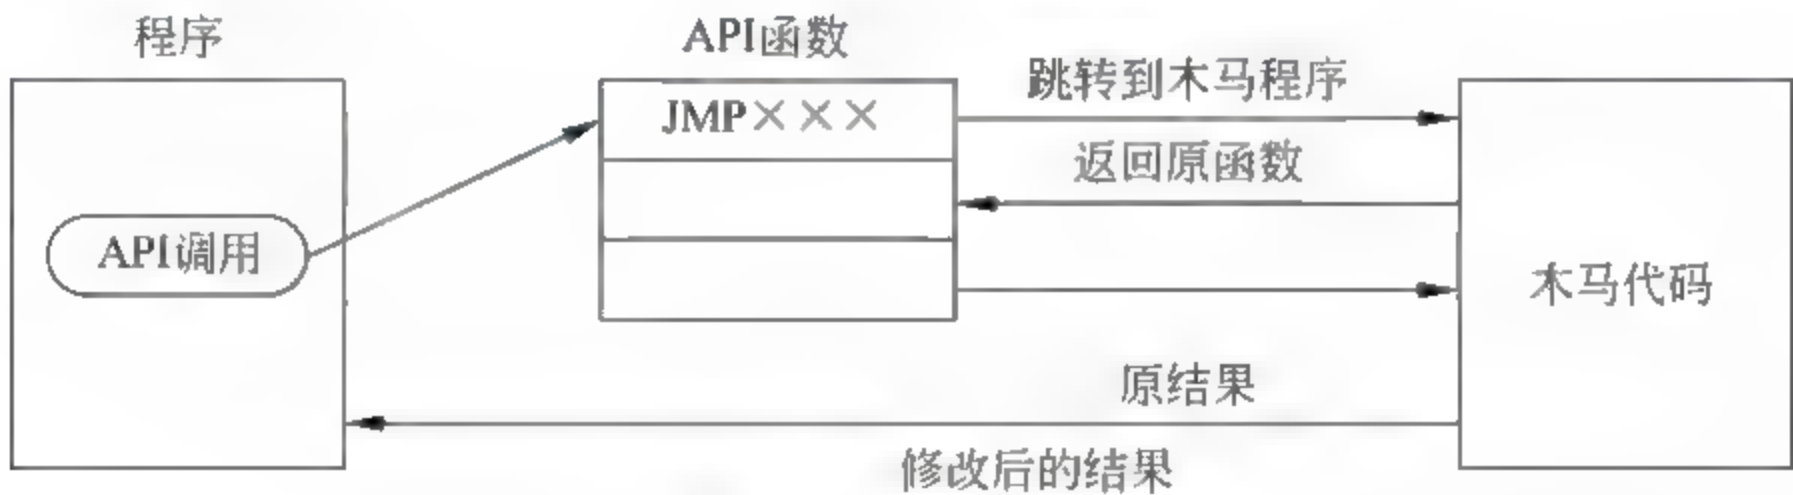 程序
API函数
跳转到木马程序
JMP×××
返回原函数
API调用
木马代码
原结果
修改后的结果